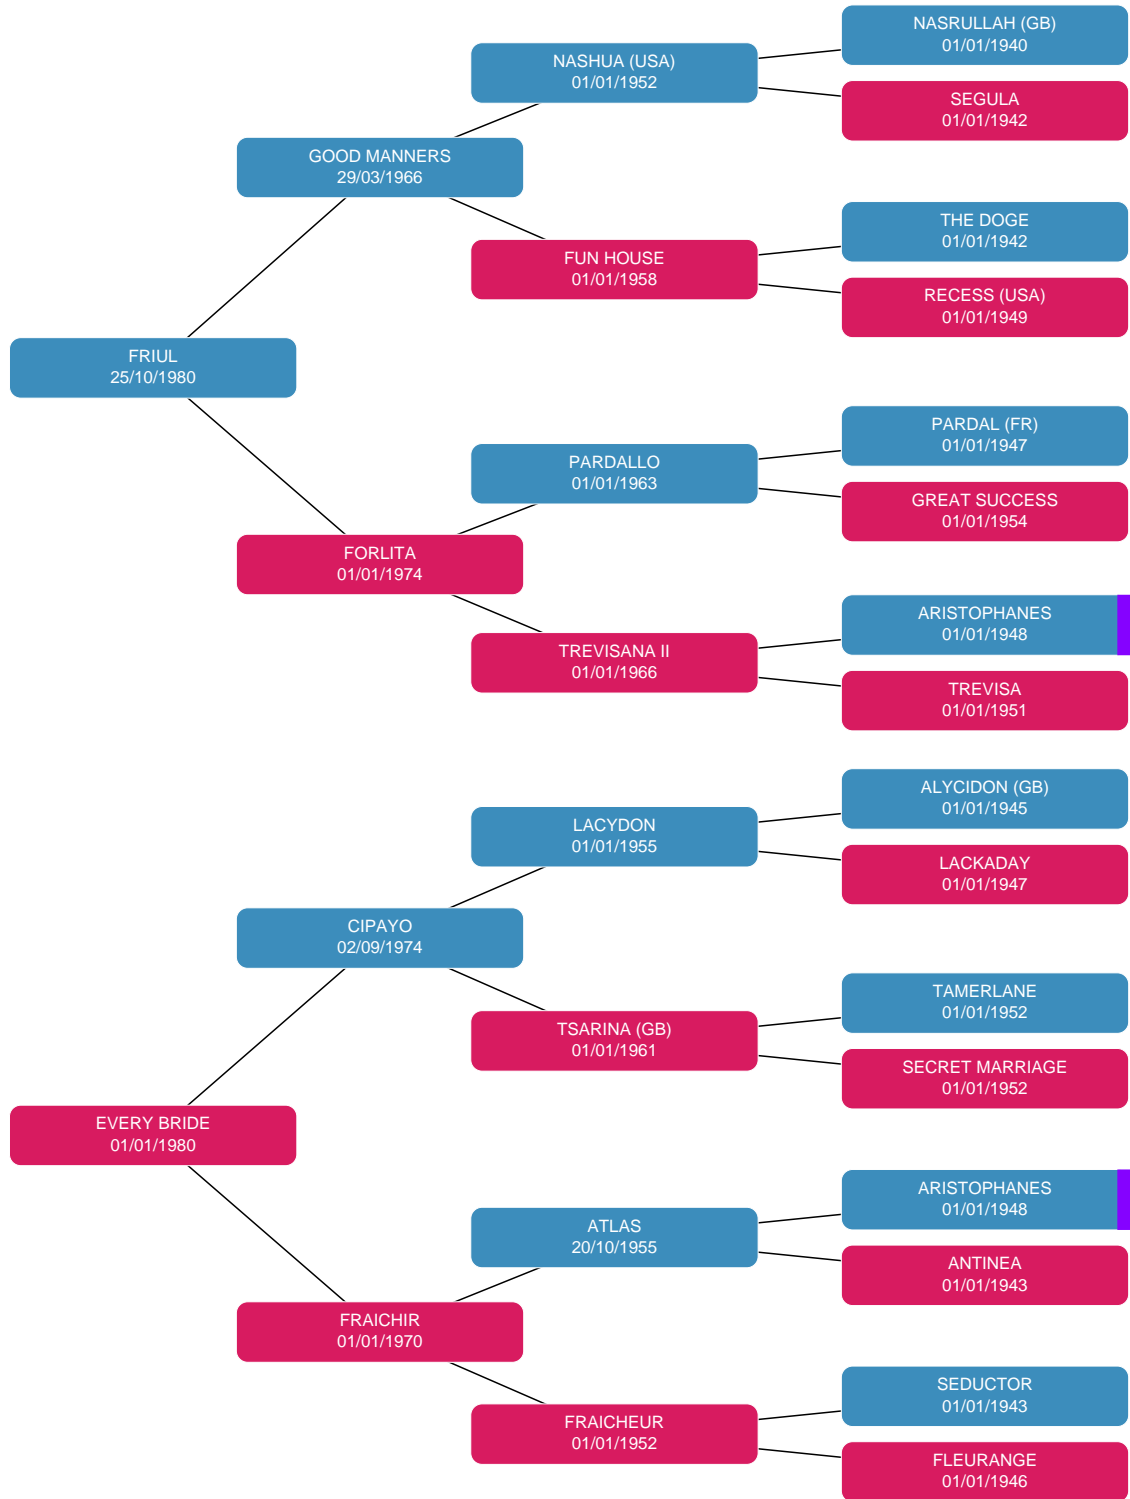 NASRULLAH (GB)
01/01/1940
NASHUA (USA)
01/01/1952
SEGULA
01/01/1942
GOOD MANNERS
29/03/1966
THE DOGE
01/01/1942
FUN HOUSE
01/01/1958
RECESS (USA)
01/01/1949
FRIUL
25/10/1980
PARDAL (FR)
01/01/1947
PARDALLO
01/01/1963
GREAT SUCCESS
01/01/1954
FORLITA
01/01/1974
ARISTOPHANES
01/01/1948
TREVISANA II
01/01/1966
TREVISA
01/01/1951
ALYCIDON (GB)
01/01/1945
LACYDON
01/01/1955
LACKADAY
01/01/1947
CIPAYO
02/09/1974
TAMERLANE
01/01/1952
TSARINA (GB)
01/01/1961
SECRET MARRIAGE
01/01/1952
EVERY BRIDE
01/01/1980
ARISTOPHANES
01/01/1948
ATLAS
20/10/1955
ANTINEA
01/01/1943
FRAICHIR
01/01/1970
SEDUCTOR
01/01/1943
FRAICHEUR
01/01/1952
FLEURANGE
01/01/1946